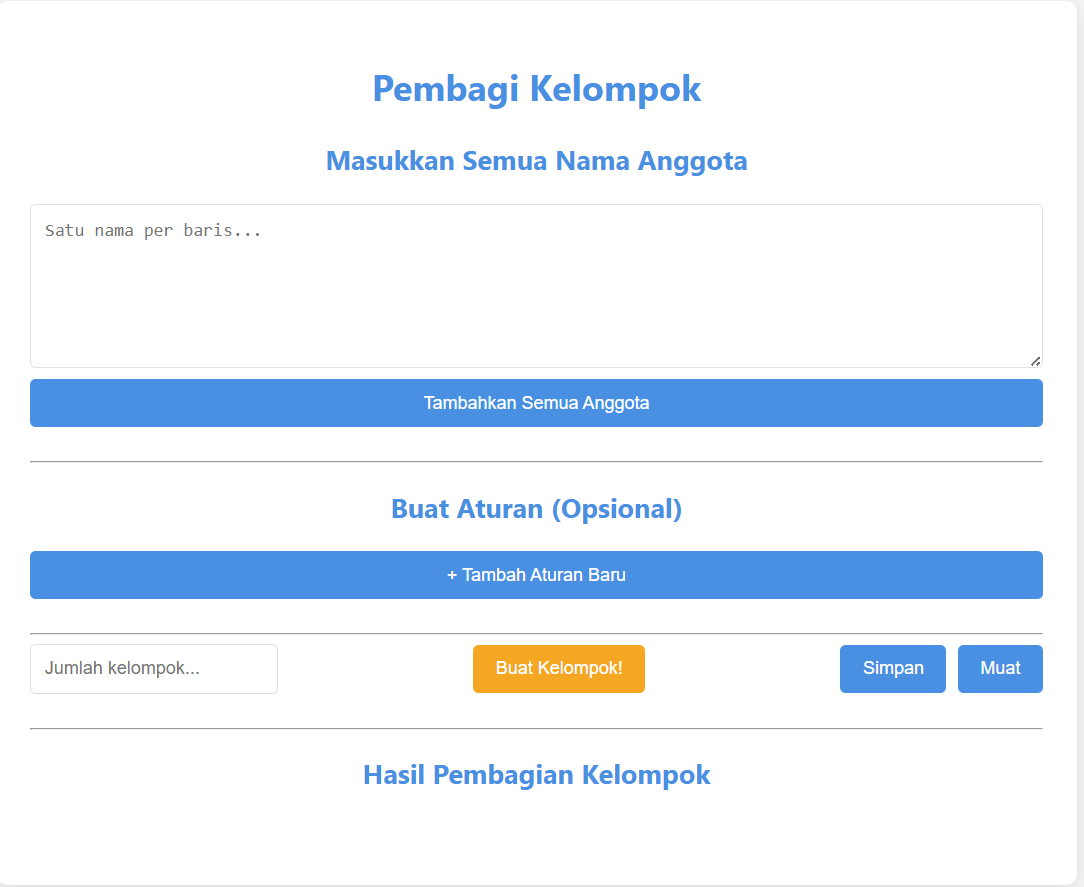 Pembagi Kelompok
Masukkan Semua Nama Anggota
Satu nama per baris...
Tambahkan Semua Anggota
Buat Aturan (Opsional)
+ Tambah Aturan Baru
Jumlah kelompok...
Buat Kelompok!
Simpan
Muat
Hasil Pembagian Kelompok